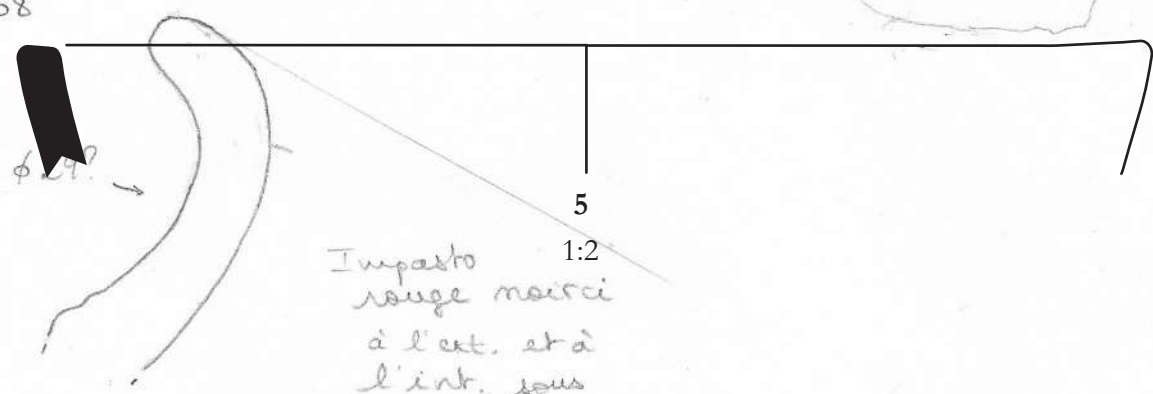 5
1:2
Impasto
rouge noirci
à l'ext. et à
l'int. sous